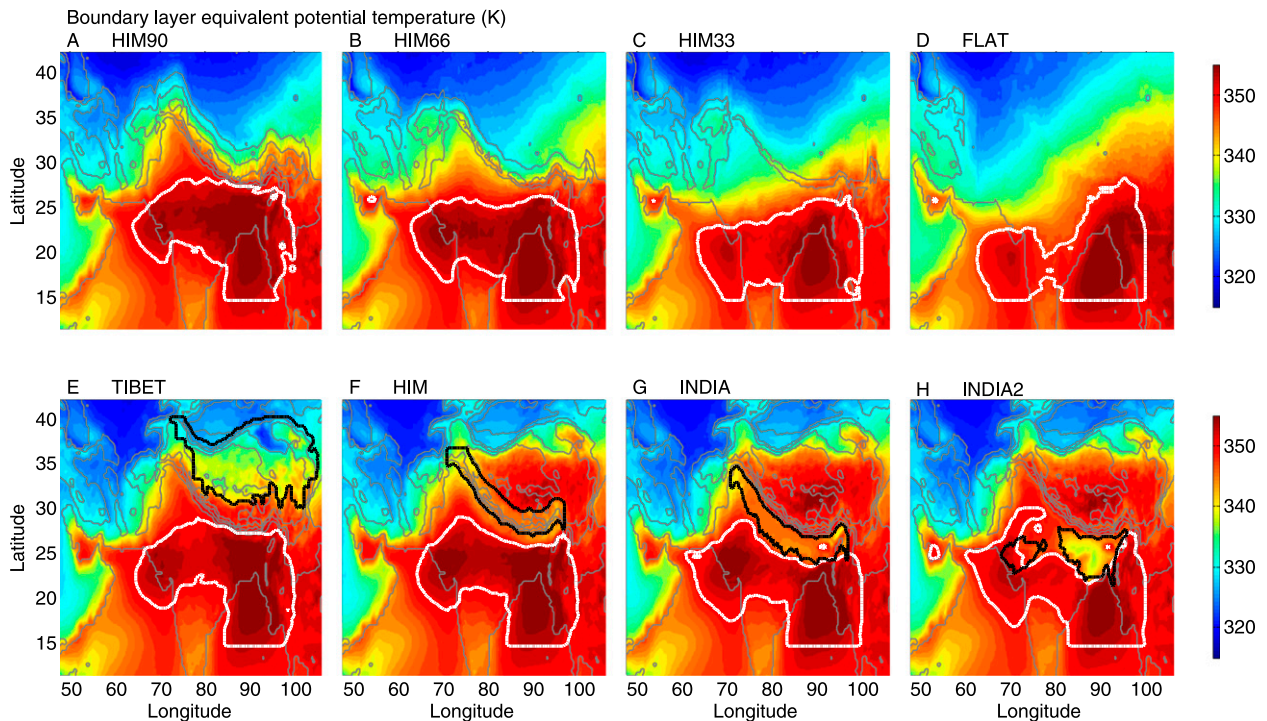 Boundary layer equivalent potential temperature (K)
A HIM90
B HIM66
C HIM33
D FLAT
40
35
30
25
20
15
Latitude
350
340
330
320
E TIBET
F HIM
G INDIA
H INDIA2
40
35
30
25
20
15
Latitude
350
340
330
320
50 60 70 80 90 100
50 60 70 80 90 100
50 60 70 80 90 100
50 60 70 80 90 100
Longitude
Longitude
Longitude
Longitude